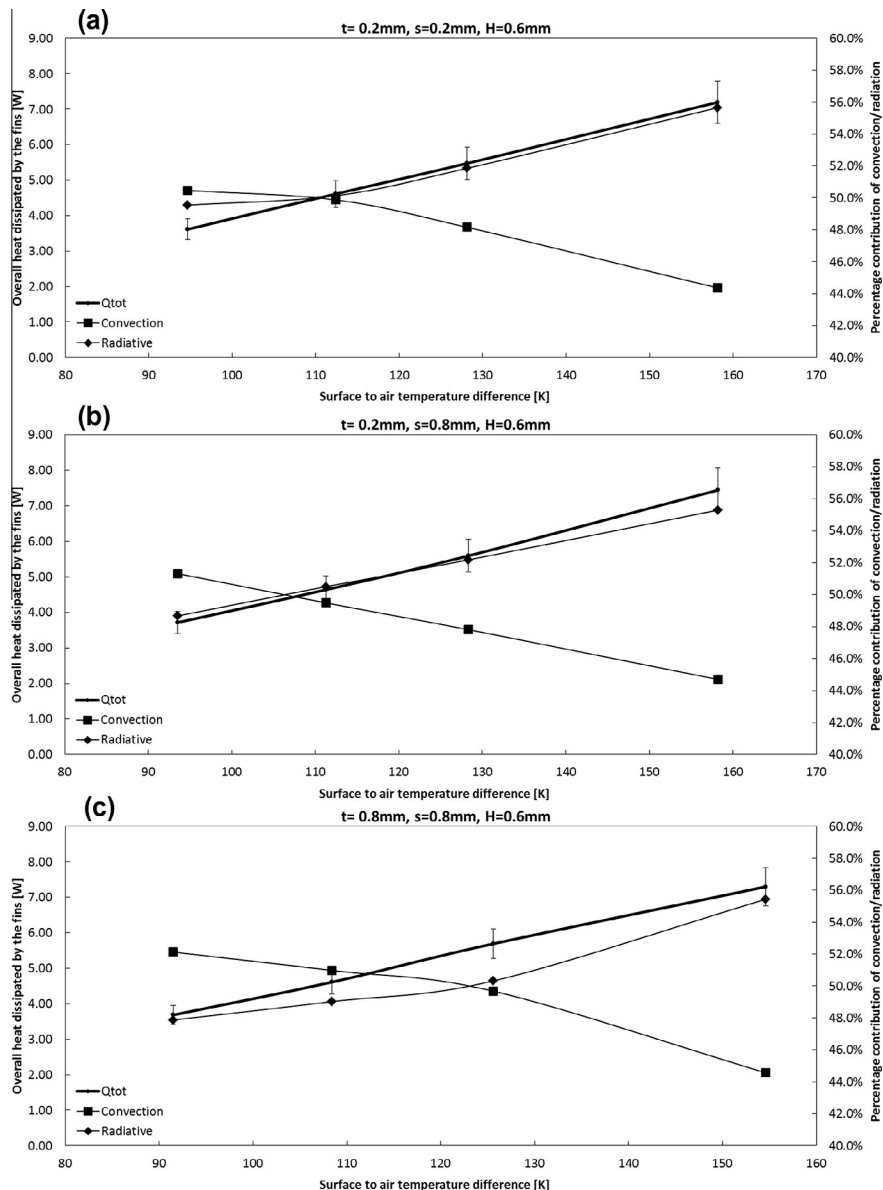 (a)
t= 0.2mm, s=0.2mm, H=0.6mm
Overall heat dissipated by the fins [W]
9.00
8.00
7.00
6.00
5.00
4.00
3.00
2.00
1.00
0.00
Qtot
Convection
Radiative
60.0%
58.0%
56.0%
54.0%
52.0%
50.0%
48.0%
46.0%
44.0%
42.0%
40.0%
Percentage contribution of convection/radiation
80 90 100 110 120 130 140 150 160 170
Surface to air temperature difference [K]
(b)
t= 0.2mm, s=0.8mm, H=0.6mm
Overall heat dissipated by the fins [W]
9.00
8.00
7.00
6.00
5.00
4.00
3.00
2.00
1.00
0.00
Qtot
Convection
Radiative
60.0%
58.0%
56.0%
54.0%
52.0%
50.0%
48.0%
46.0%
44.0%
42.0%
40.0%
Percentage contribution of convection/radiation
80 90 100 110 120 130 140 150 160 170
Surface to air temperature difference [K]
(c)
t= 0.8mm, s=0.8mm, H=0.6mm
Overall heat dissipated by the fins [W]
9.00
8.00
7.00
6.00
5.00
4.00
3.00
2.00
1.00
0.00
Qtot
Convection
Radiative
60.0%
58.0%
56.0%
54.0%
52.0%
50.0%
48.0%
46.0%
44.0%
42.0%
40.0%
Percentage contribution of convection/radiation
80 90 100 110 120 130 140 150 160
Surface to air temperature difference [K]